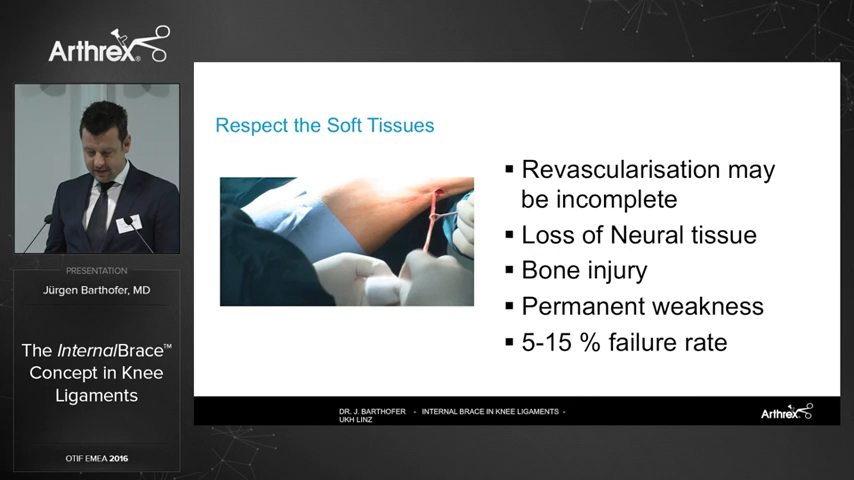 Arthrex®
PRESENTATION
Jürgen Barthofer, MD
The InternalBrace™
Concept in Knee
Ligaments
OTIF EMEA 2016
Respect the Soft Tissues
▪ Revascularisation may
be incomplete
▪ Loss of Neural tissue
▪ Bone injury
▪ Permanent weakness
▪ 5-15 % failure rate
DR. J. BARTHOFER - INTERNAL BRACE IN KNEE LIGAMENTS -
UKH LINZ
Arthrex